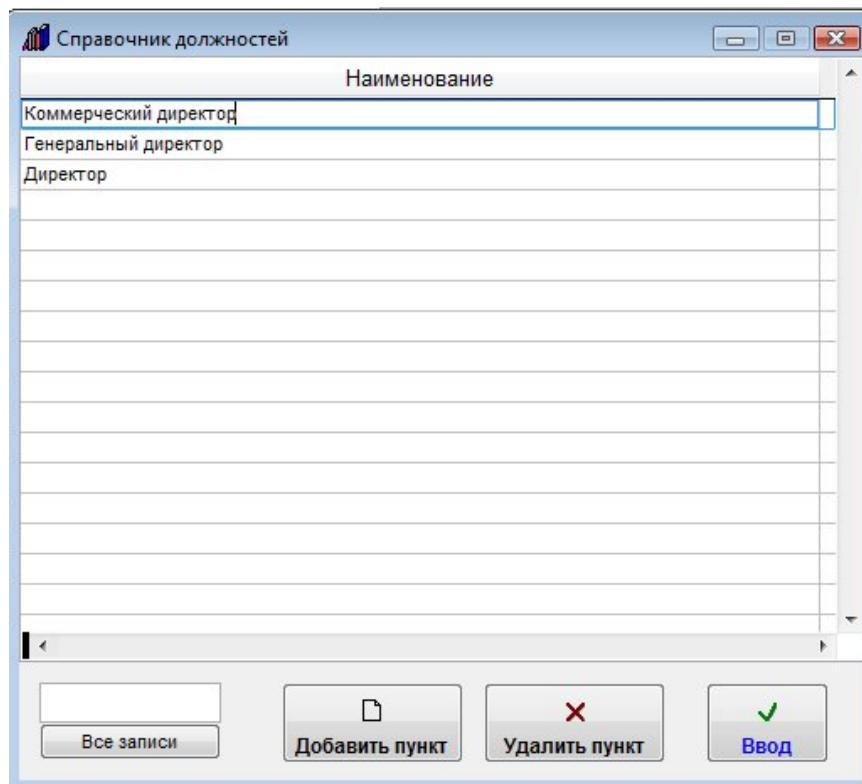 Справочник должностей
Наименование
Коммерческий директор
Генеральный директор
Директор
Все записи
Добавить пункт
Удалить пункт
Ввод